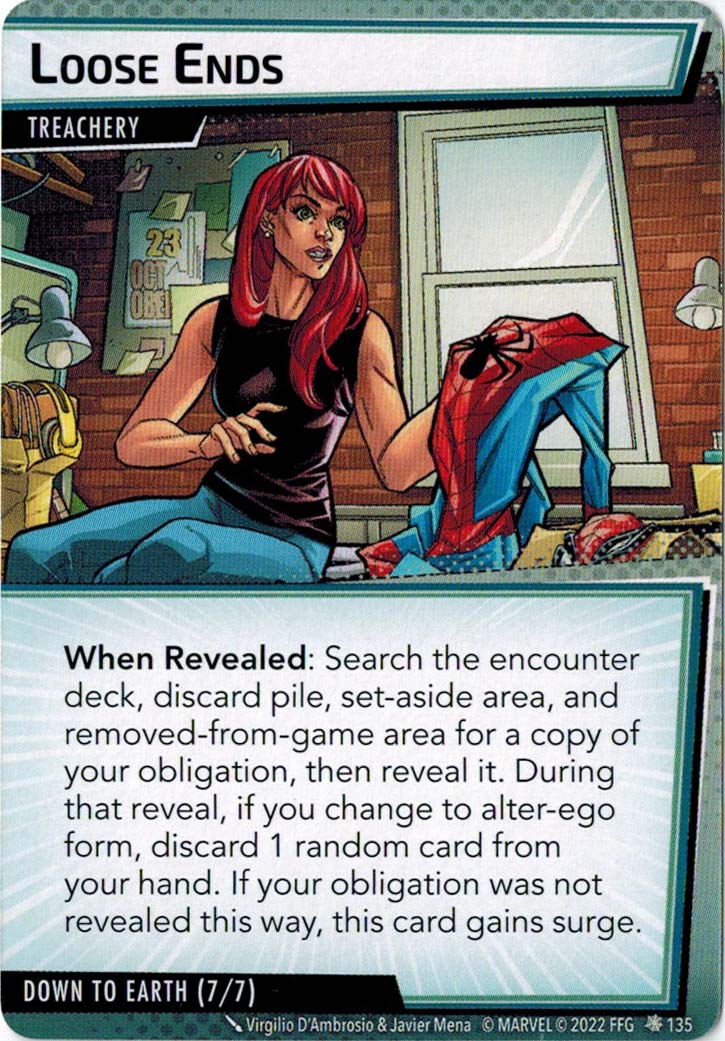 LOOSE ENDS
TREACHERY
23
OCT
OBER
When Revealed: Search the encounter
deck, discard pile, set-aside area, and
removed-from-game area for a copy of
your obligation, then reveal it. During
that reveal, if you change to alter-ego
form, discard 1 random card from
your hand. If your obligation was not
revealed this way, this card gains surge.
DOWN TO EARTH (7/7)
Virgilio D'Ambrosio & Javier Mena © MARVEL © 2022 FFG 135